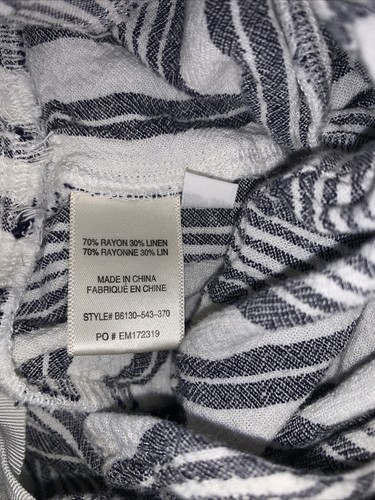 70% RAYON 30% LINEN
70% RAYONNE 30% LIN
MADE IN CHINA
FABRIQUÉ EN CHINE
STYLE# B6130-543-370
PO # EM172319